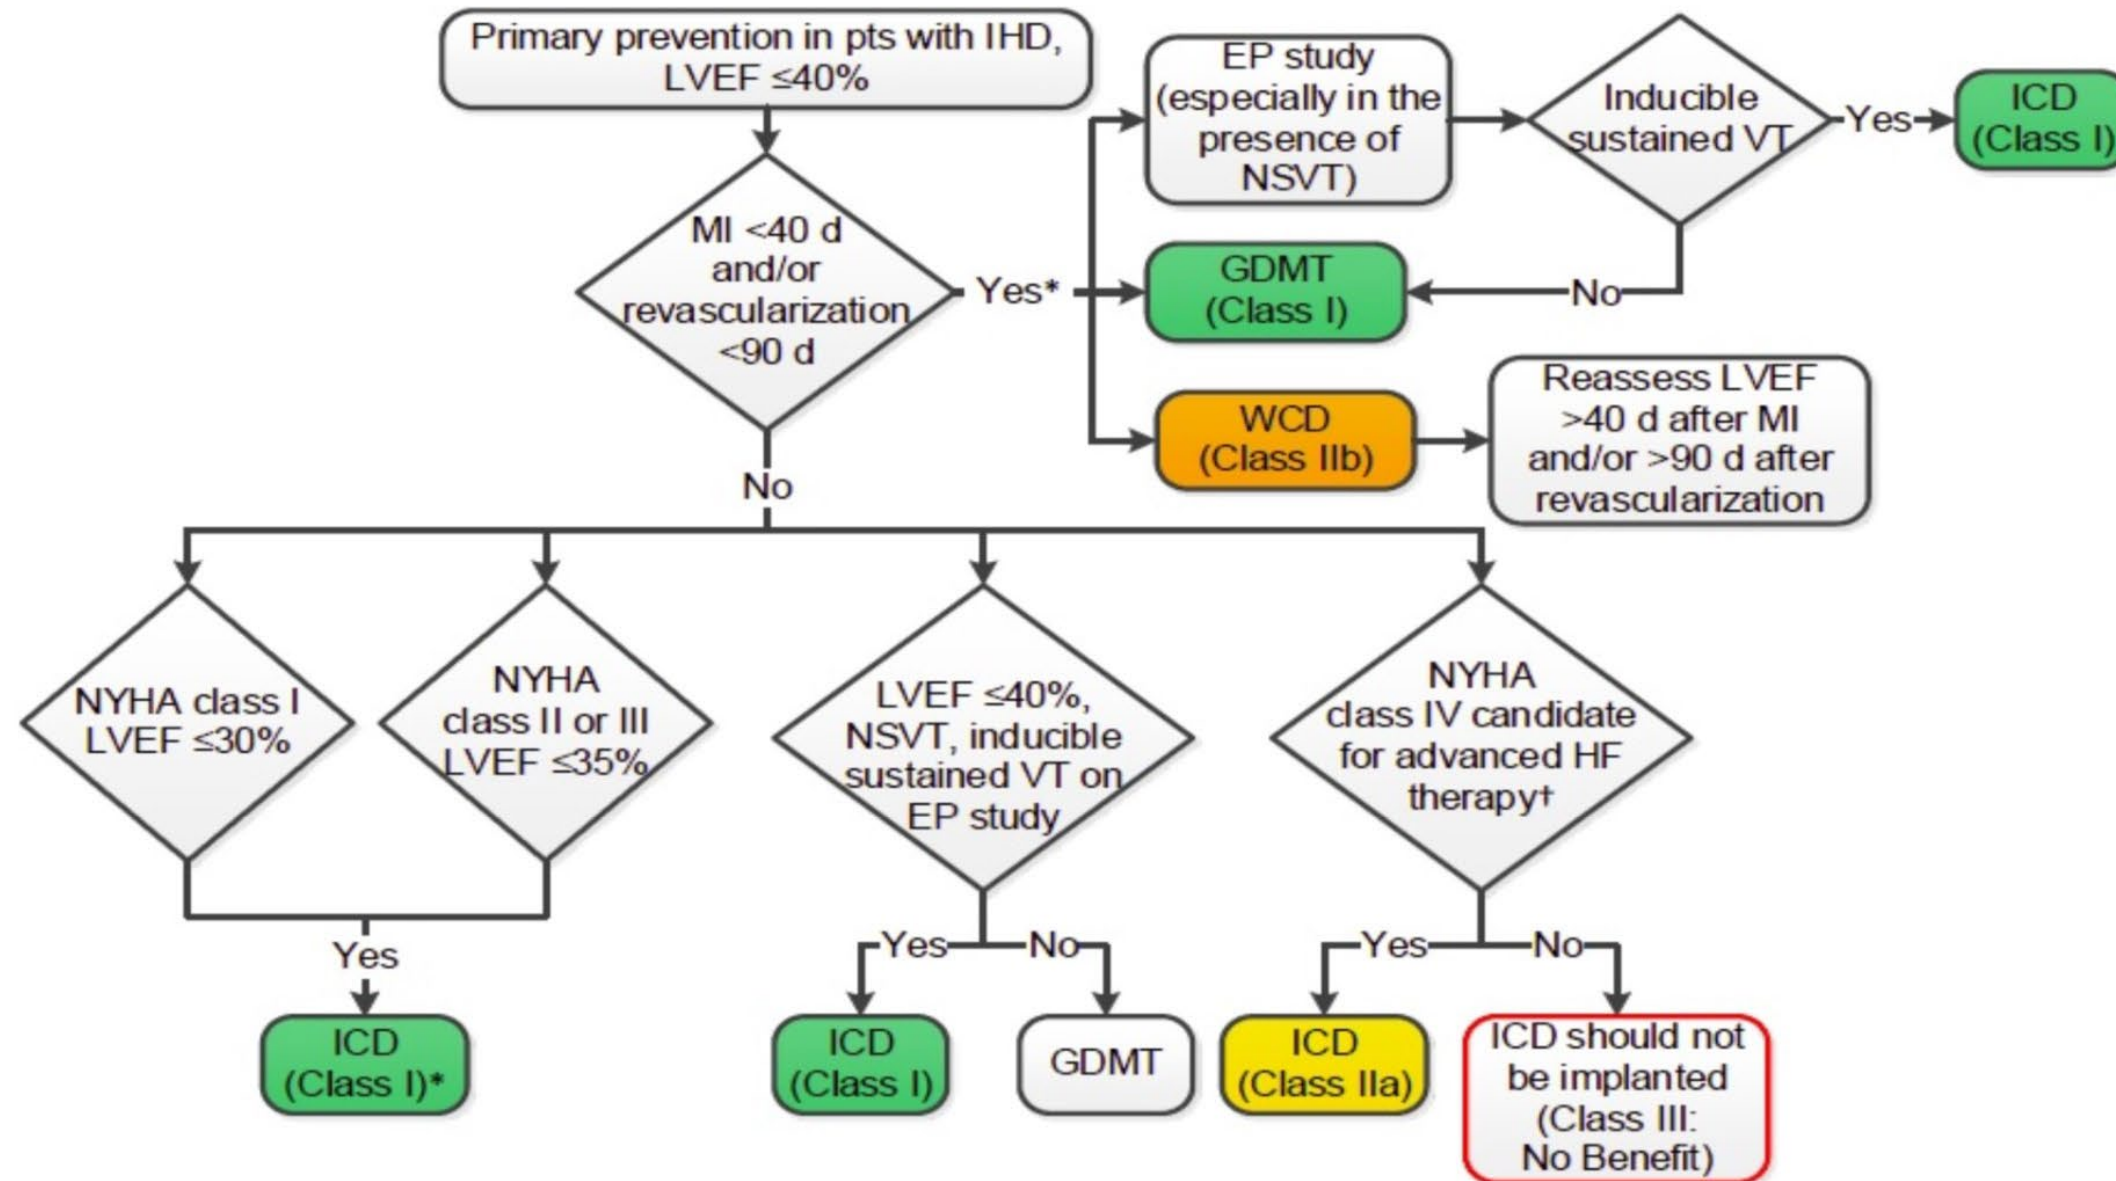 Primary prevention in pts with IHD,
LVEF ≤40%
EP study
(especially in the
presence of
NSVT)
Inducible
sustained VT
Yes
ICD
(Class I)
MI <40 d
and/or
revascularization
<90 d
Yes*
GDMT
(Class I)
No
WCD
(Class IIb)
Reassess LVEF
>40 d after MI
and/or >90 d after
revascularization
No
NYHA class I
LVEF ≤30%
NYHA
class II or III
LVEF ≤35%
LVEF ≤40%,
NSVT, inducible
sustained VT on
EP study
NYHA
class IV candidate
for advanced HF
therapy†
Yes
Yes
No
Yes
No
ICD
(Class I)*
ICD
(Class I)
GDMT
ICD
(Class IIa)
ICD should not
be implanted
(Class III:
No Benefit)